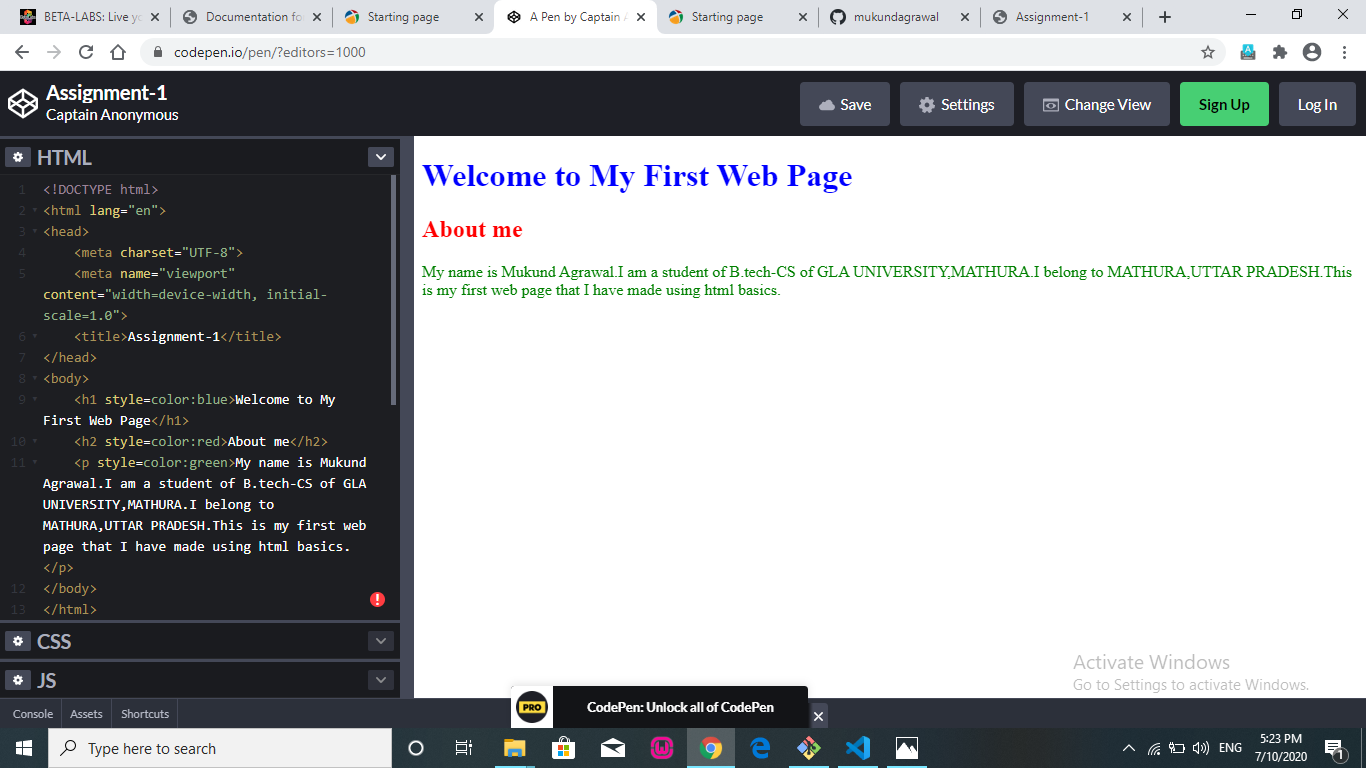 BETA-LABS: Live yo
Documentation fo
Starting page
A Pen by Captain A
Starting page
mukundagrawal
Assignment-1
codepen.io/pen/?editors=1000
Assignment-1
Captain Anonymous
Save
Settings
Change View
Sign Up
Log In
HTML
1 <!DOCTYPE html>
2 <html lang="en">
3 <head>
4 <meta charset="UTF-8">
5 <meta name="viewport"
content="width=device-width, initial-
scale=1.0">
6 <title>Assignment-1</title>
7 </head>
8 <body>
9 <h1 style=color:blue>Welcome to My
First Web Page</h1>
10 <h2 style=color:red>About me</h2>
11 <p style=color:green>My name is Mukund
Agrawal.I am a student of B.tech-CS of GLA
UNIVERSITY,MATHURA.I belong to
MATHURA,UTTAR PRADESH.This is my first web
page that I have made using html basics.
</p>
12 </body>
13 </html>
CSS
JS
Welcome to My First Web Page
About me
My name is Mukund Agrawal.I am a student of B.tech-CS of GLA UNIVERSITY,MATHURA.I belong to MATHURA,UTTAR PRADESH.This
is my first web page that I have made using html basics.
Activate Windows
Go to Settings to activate Windows.
Console
Assets
Shortcuts
PRO
CodePen: Unlock all of CodePen
Type here to search
ENG
5:23 PM
7/10/2020
1